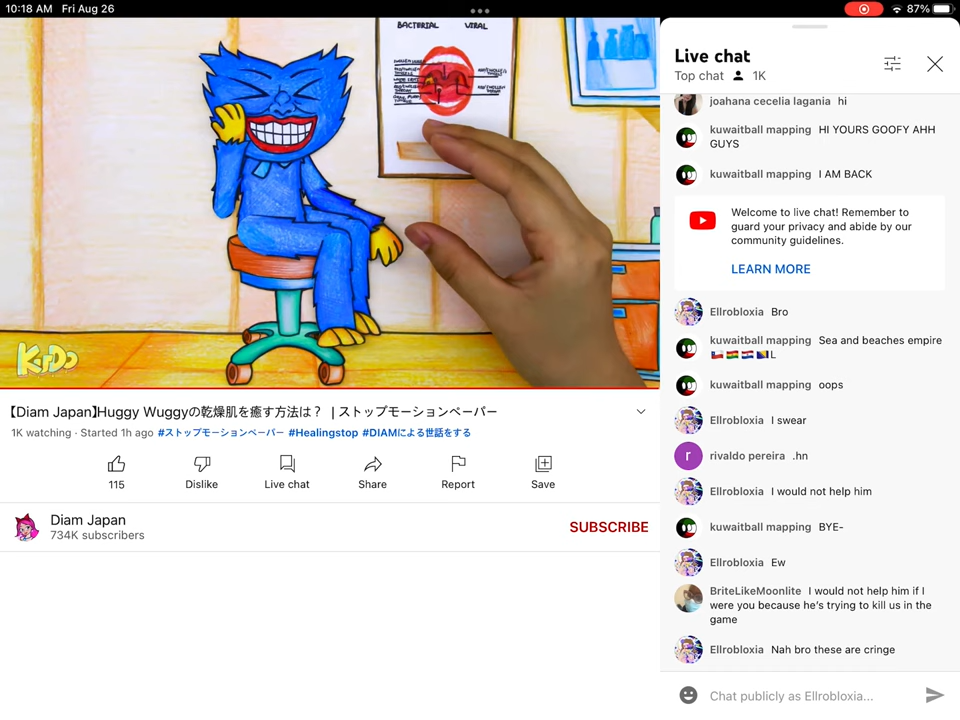 10:18 AM Fri Aug 26
87%
BACTERIAL VIRAL
KiDo
【Diam Japan】Huggy Wuggyの乾燥肌を癒す方法は？ | ストップモーションペーパー
1K watching · Started 1h ago #ストップモーションペーパー #Healingstop #DIAMによる世話をする
115
Dislike
Live chat
Share
Report
Save
Diam Japan
734K subscribers
SUBSCRIBE
Live chat
Top chat 1K
joahana cecelia lagania hi
kuwaitball mapping HI YOURS GOOFY AHH
GUYS
kuwaitball mapping I AM BACK
Welcome to live chat! Remember to
guard your privacy and abide by our
community guidelines.
LEARN MORE
Ellrobloxia Bro
kuwaitball mapping Sea and beaches empire
L
kuwaitball mapping oops
Ellrobloxia I swear
r
rivaldo pereira .hn
Ellrobloxia I would not help him
kuwaitball mapping BYE-
Ellrobloxia Ew
BriteLikeMoonlite I would not help him if I
were you because he's trying to kill us in the
game
Ellrobloxia Nah bro these are cringe
Chat publicly as Ellrobloxia...